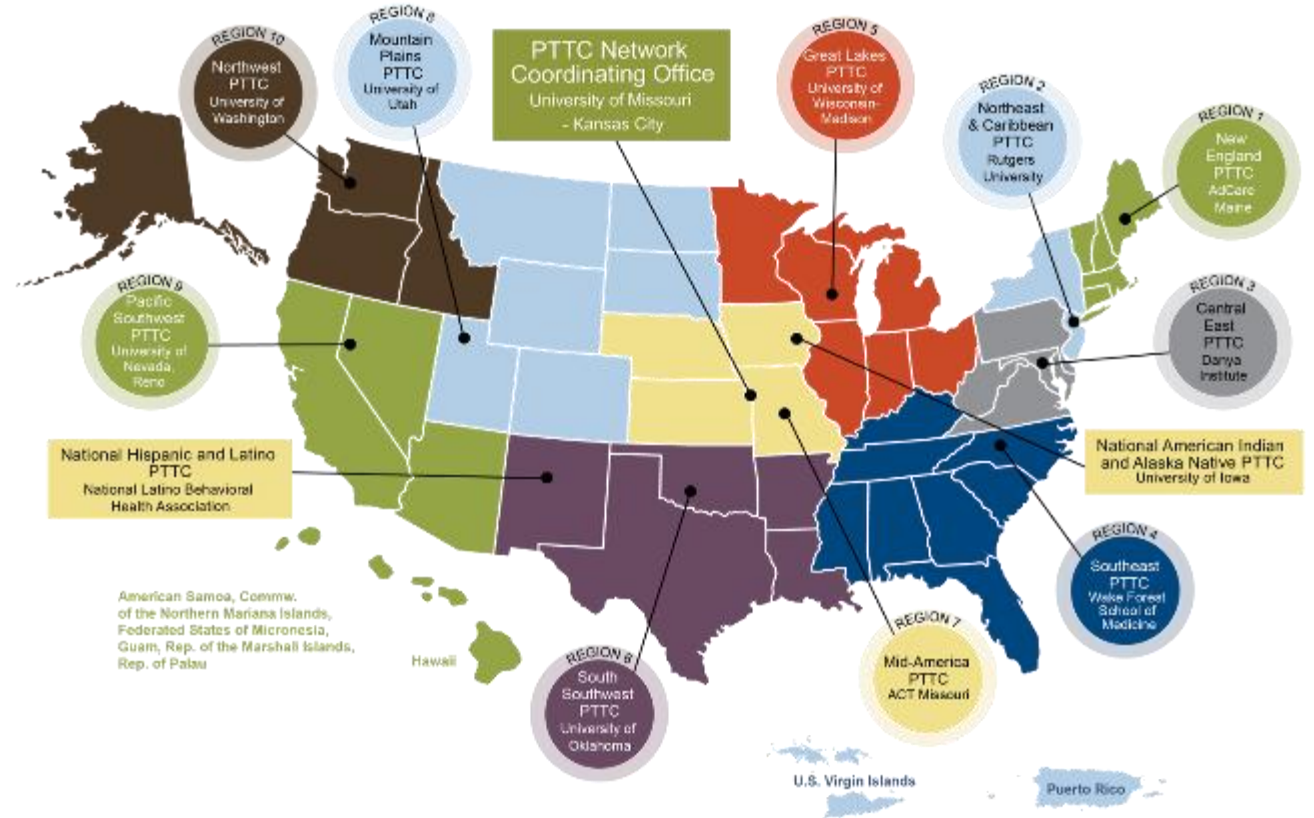 REGION 10
Northwest
PTTC
University of
Washington
REGION 8
Mountain
Plains
PTTC
University of
Utah
PTTC Network
Coordinating Office
University of Missouri
- Kansas City
REGION 5
Great Lakes
PTTC
University of
Wisconsin-
Madison
REGION 2
Northeast
& Caribbean
PTTC
Rutgers
University
REGION 1
New
England
PTTC
AdCare
Maine
REGION 9
Pacific
Southwest
PTTC
University of
Nevada,
Reno
REGION 3
Central
East
PTTC
Danya
Institute
National Hispanic and Latino
PTTC
National Latino Behavioral
Health Association
National American Indian
and Alaska Native PTTC
University of Iowa
REGION 4
Southeast
PTTC
Wake Forest
School of
Medicine
American Samoa, Commw.
of the Northern Mariana Islands,
Federated States of Micronesia,
Guam, Rep. of the Marshall Islands,
Rep. of Palau
Hawaii
REGION 6
South
Southwest
PTTC
University of
Oklahoma
REGION 7
Mid-America
PTTC
ACT Missouri
U.S. Virgin Islands
Puerto Rico